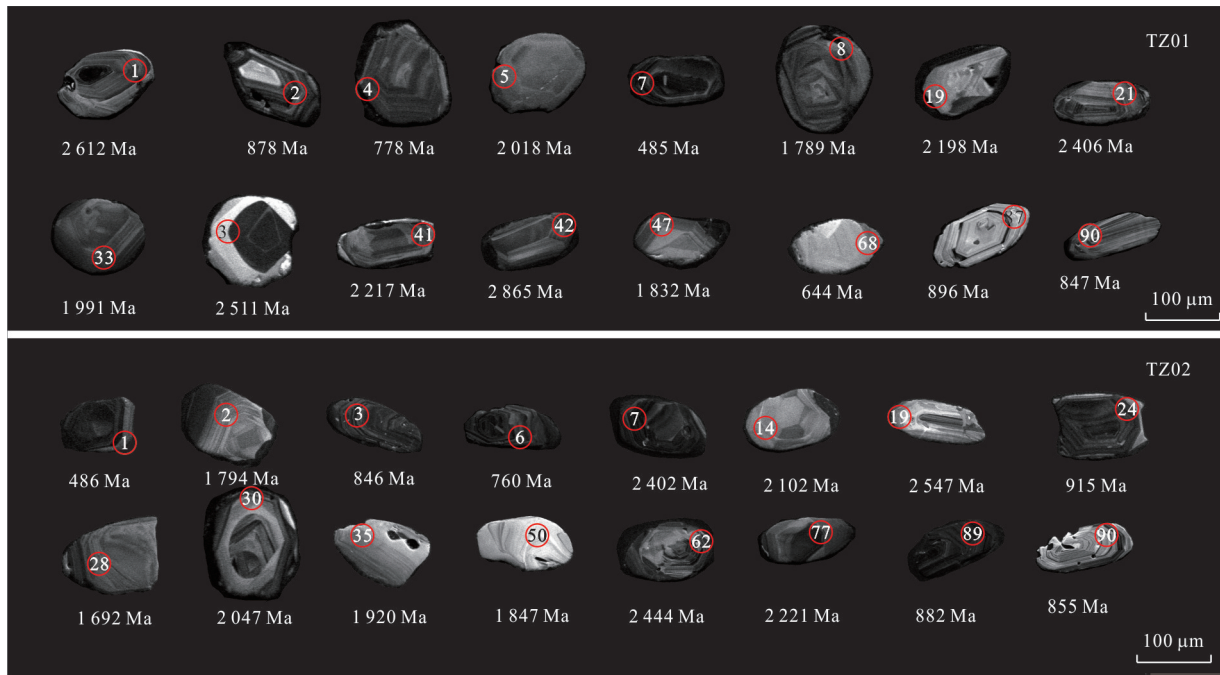 TZ01
1 2 4 5 7 8 19 21
2 612 Ma 878 Ma 778 Ma 2 018 Ma 485 Ma 1 789 Ma 2 198 Ma 2 406 Ma
33 3 41 42 47 68 90
1 991 Ma 2 511 Ma 2 217 Ma 2 865 Ma 1 832 Ma 644 Ma 896 Ma 847 Ma
100 μm
TZ02
1 2 3 6 7 14 19 24
486 Ma 1 794 Ma 846 Ma 760 Ma 2 402 Ma 2 102 Ma 2 547 Ma 915 Ma
28 30 35 50 62 77 89 90
1 692 Ma 2 047 Ma 1 920 Ma 1 847 Ma 2 444 Ma 2 221 Ma 882 Ma 855 Ma
100 μm